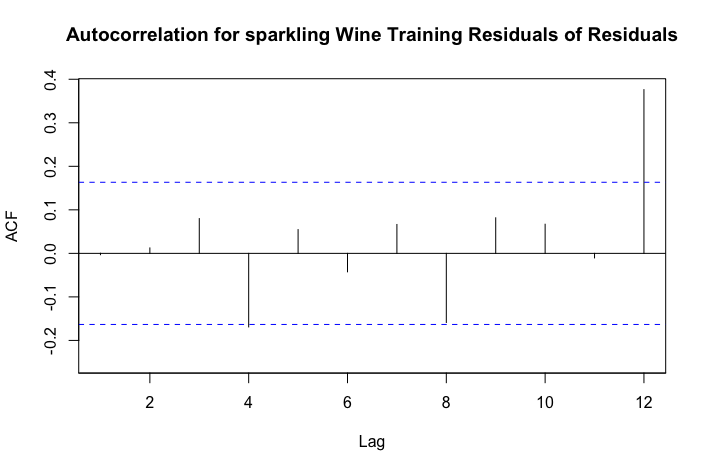 Autocorrelation for sparkling Wine Training Residuals of Residuals
ACF
0.4
0.3
0.2
0.1
0.0
-0.1
-0.2
2 4 6 8 10 12
Lag